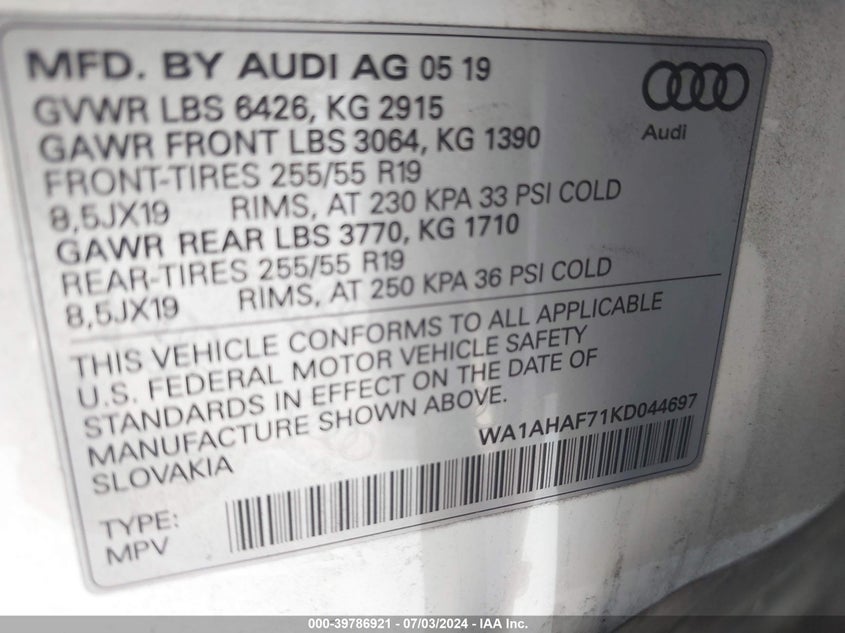 MFD. BY AUDI AG 05 19
GVWR LBS 6426, KG 2915
GAWR FRONT LBS 3064, KG 1390
FRONT-TIRES 255/55 R19
8,5JX19 RIMS, AT 230 KPA 33 PSI COLD
GAWR REAR LBS 3770, KG 1710
REAR-TIRES 255/55 R19
8,5JX19 RIMS, AT 250 KPA 36 PSI COLD
Audi
THIS VEHICLE CONFORMS TO ALL APPLICABLE
U.S. FEDERAL MOTOR VEHICLE SAFETY
STANDARDS IN EFFECT ON THE DATE OF
MANUFACTURE SHOWN ABOVE.
SLOVAKIA
WA1AHAF71KD044697
TYPE:
MPV
000-39786921 - 07/03/2024 - IAA Inc.